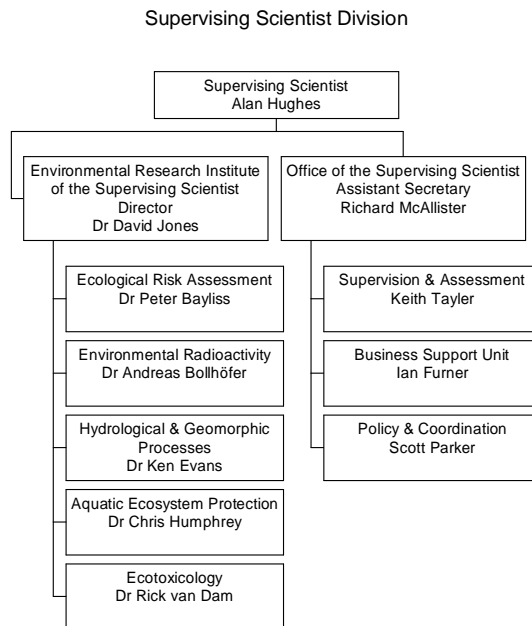 Supervising Scientist Division
Supervising Scientist
Alan Hughes
Environmental Research Institute
of the Supervising Scientist
Director
Dr David Jones
Office of the Supervising Scientist
Assistant Secretary
Richard McAllister
Ecological Risk Assessment
Dr Peter Bayliss
Environmental Radioactivity
Dr Andreas Bollhöfer
Hydrological & Geomorphic
Processes
Dr Ken Evans
Aquatic Ecosystem Protection
Dr Chris Humphrey
Ecotoxicology
Dr Rick van Dam
Supervision & Assessment
Keith Tayler
Business Support Unit
Ian Furner
Policy & Coordination
Scott Parker